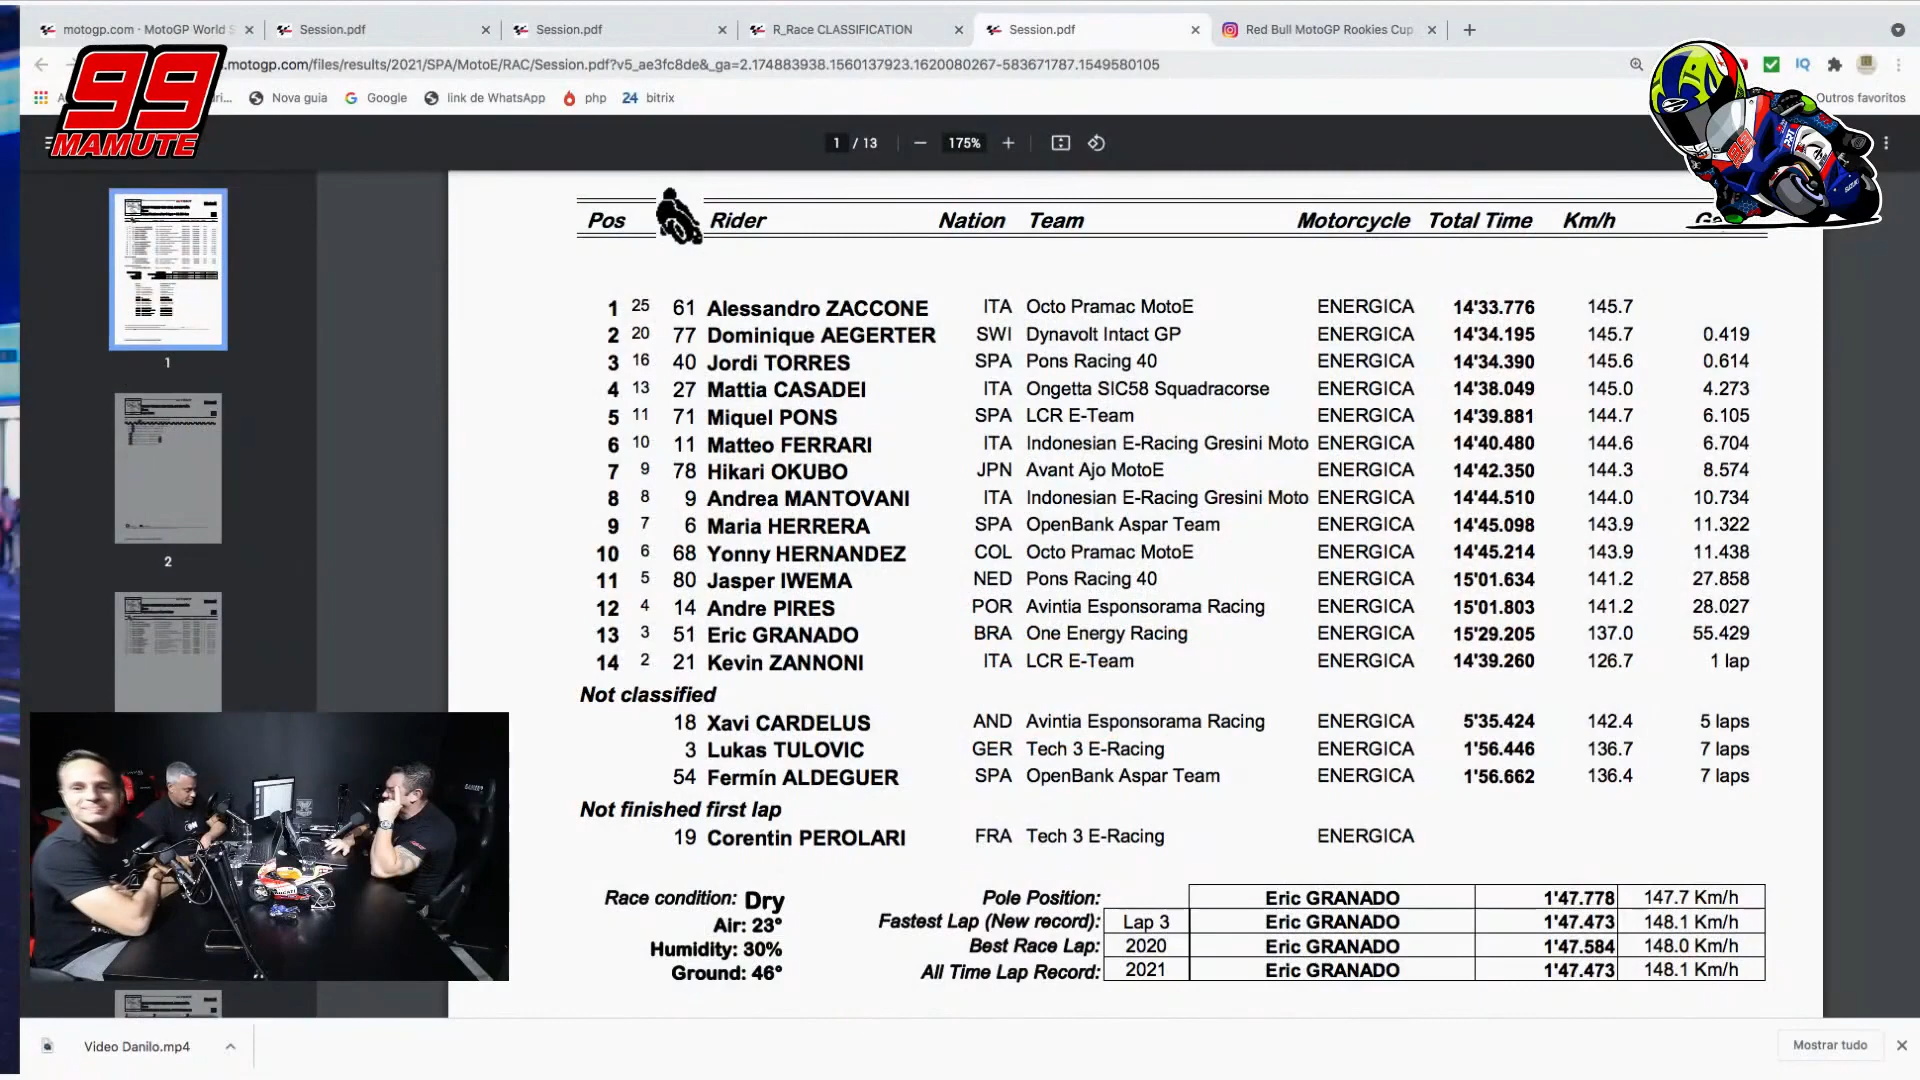 motogp.com - MotoGP World S
Session.pdf
Session.pdf
R_Race CLASSIFICATION
Session.pdf
Red Bull MotoGP Rookies Cup
.motogp.com/files/results/2021/SPA/MotoE/RAC/Session.pdf?v5_ae3fc8de&_ga=2.174883938.1560137923.1620080267-583671787.1549580105
Nova guia
Google
link de WhatsApp
php
24 bitrix
Outros favoritos
99
MAMUTE
1 / 13
175%
Pos Rider Nation Team Motorcycle Total Time Km/h Ga
1 25 61 Alessandro ZACCONE ITA Octo Pramac MotoE ENERGICA 14'33.776 145.7
2 20 77 Dominique AEGERTER SWI Dynavolt Intact GP ENERGICA 14'34.195 145.7 0.419
3 16 40 Jordi TORRES SPA Pons Racing 40 ENERGICA 14'34.390 145.6 0.614
4 13 27 Mattia CASADEI ITA Ongetta SIC58 Squadracorse ENERGICA 14'38.049 145.0 4.273
5 11 71 Miquel PONS SPA LCR E-Team ENERGICA 14'39.881 144.7 6.105
6 10 11 Matteo FERRARI ITA Indonesian E-Racing Gresini Moto ENERGICA 14'40.480 144.6 6.704
7 9 78 Hikari OKUBO JPN Avant Ajo MotoE ENERGICA 14'42.350 144.3 8.574
8 8 9 Andrea MANTOVANI ITA Indonesian E-Racing Gresini Moto ENERGICA 14'44.510 144.0 10.734
9 7 6 Maria HERRERA SPA OpenBank Aspar Team ENERGICA 14'45.098 143.9 11.322
10 6 68 Yonny HERNANDEZ COL Octo Pramac MotoE ENERGICA 14'45.214 143.9 11.438
11 5 80 Jasper IWEMA NED Pons Racing 40 ENERGICA 15'01.634 141.2 27.858
12 4 14 Andre PIRES POR Avintia Esponsorama Racing ENERGICA 15'01.803 141.2 28.027
13 3 51 Eric GRANADO BRA One Energy Racing ENERGICA 15'29.205 137.0 55.429
14 2 21 Kevin ZANNONI ITA LCR E-Team ENERGICA 14'39.260 126.7 1 lap
Not classified
18 Xavi CARDELUS AND Avintia Esponsorama Racing ENERGICA 5'35.424 142.4 5 laps
3 Lukas TULOVIC GER Tech 3 E-Racing ENERGICA 1'56.446 136.7 7 laps
54 Fermín ALDEGUER SPA OpenBank Aspar Team ENERGICA 1'56.662 136.4 7 laps
Not finished first lap
19 Corentin PEROLARI FRA Tech 3 E-Racing ENERGICA
Race condition: Dry
Air: 23°
Humidity: 30%
Ground: 46°
Pole Position: Eric GRANADO 1'47.778 147.7 Km/h
Fastest Lap (New record): Lap 3 Eric GRANADO 1'47.473 148.1 Km/h
Best Race Lap: 2020 Eric GRANADO 1'47.584 148.0 Km/h
All Time Lap Record: 2021 Eric GRANADO 1'47.473 148.1 Km/h
1
2
Video Danilo.mp4
Mostrar tudo